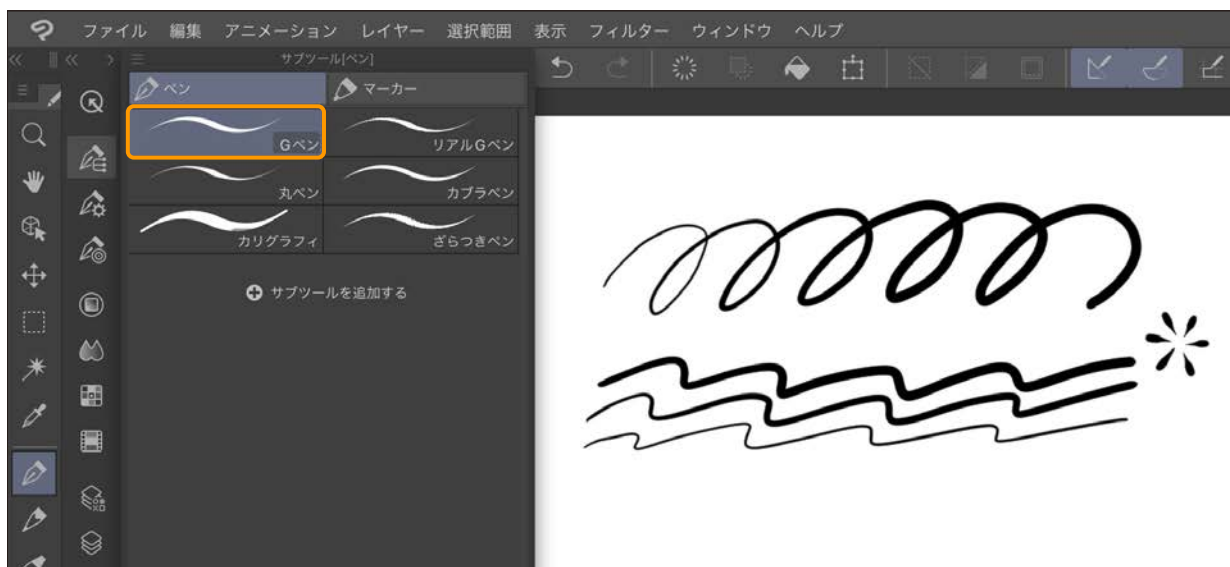 ファイル 編集 アニメーション レイヤー 選択範囲 表示 フィルター ウィンドウ ヘルプ
サブツール[ペン]
ペン マーカー
Gペン リアルGペン
丸ペン カブラペン
カリグラフィ ざらつきペン
サブツールを追加する